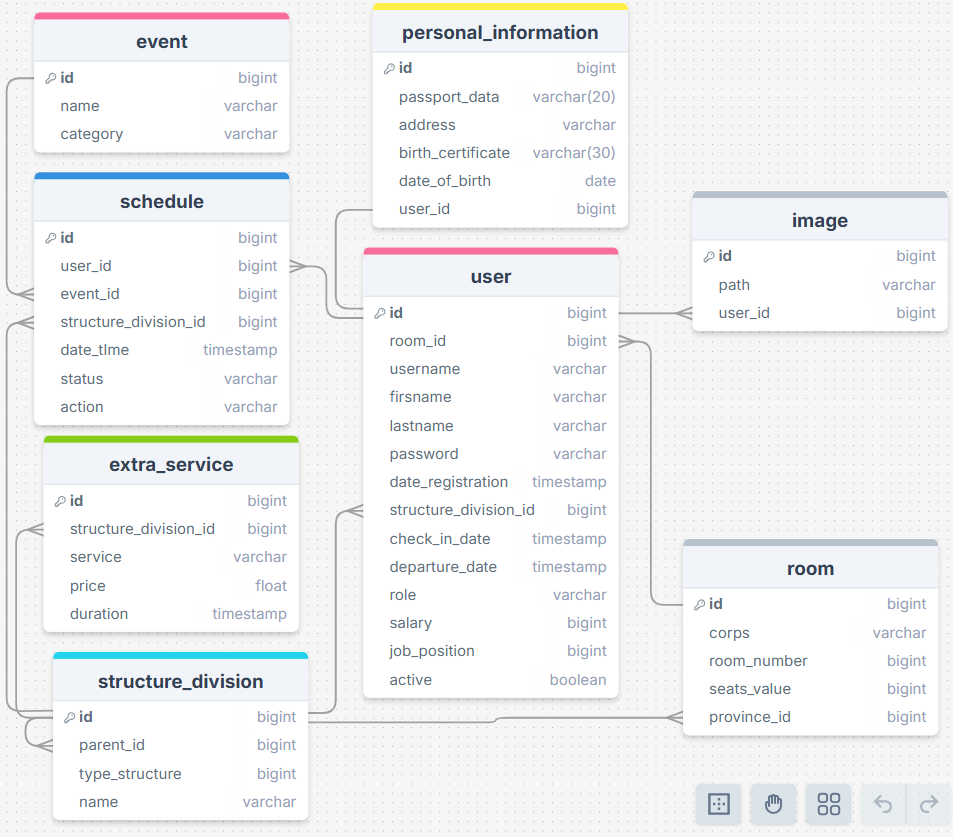 event
id bigint
name varchar
category varchar
personal_information
id bigint
passport_data varchar(20)
address varchar
birth_certificate varchar(30)
date_of_birth date
user_id bigint
schedule
id bigint
user_id bigint
event_id bigint
structure_division_id bigint
date_tIme timestamp
status varchar
action varchar
image
id bigint
path varchar
user_id bigint
user
id bigint
room_id bigint
username varchar
firsname varchar
lastname varchar
password varchar
date_registration timestamp
structure_division_id bigint
check_in_date timestamp
departure_date timestamp
role varchar
salary bigint
job_position bigint
active boolean
extra_service
id bigint
structure_division_id bigint
service varchar
price float
duration timestamp
room
id bigint
corps varchar
room_number bigint
seats_value bigint
province_id bigint
structure_division
id bigint
parent_id bigint
type_structure bigint
name varchar